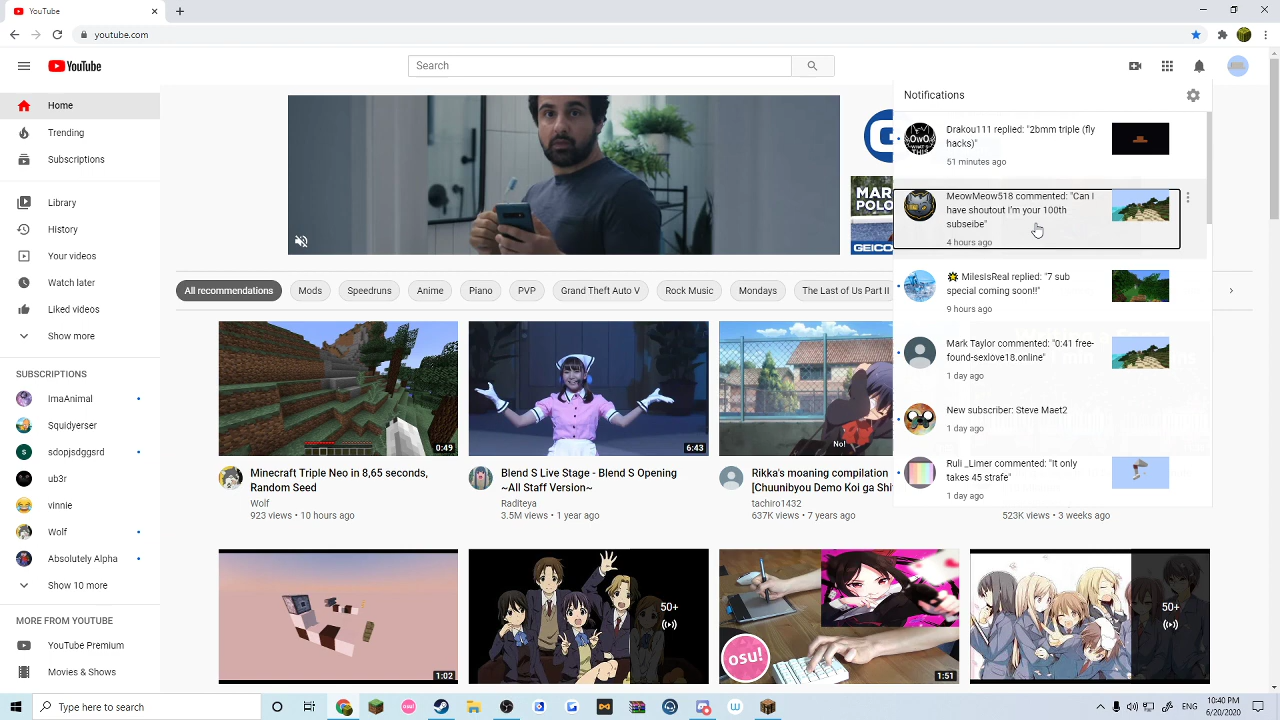 YouTube
youtube.com
YouTube
Search
Notifications
Drakou111 replied: "2bmm triple (fly
hacks)"
51 minutes ago
MeowMeow518 commented: "Can I
have shoutout I'm your 100th
subseibe"
4 hours ago
MilesIsReal replied: "7 sub
special coming soon!!"
9 hours ago
Mark Taylor commented: "0:41 free-
found-sexlove18.online"
1 day ago
New subscriber: Steve Maet2
1 day ago
Ruli _Limer commented: "It only
takes 45 strafe"
1 day ago
Home
Trending
Subscriptions
Library
History
Your videos
Watch later
Liked videos
Show more
SUBSCRIPTIONS
ImaAnimal
Squidyerser
sdopjsdggsrd
ub3r
vinnie
Wolf
Absolutely Alpha
Show 10 more
MORE FROM YOUTUBE
YouTube Premium
Movies & Shows
MAR
POLO
GEICO
All recommendations
Mods
Speedruns
Anime
Piano
PVP
Grand Theft Auto V
Rock Music
Mondays
The Last of Us Part II
0:49
Minecraft Triple Neo in 8.65 seconds,
Random Seed
Wolf
923 views • 10 hours ago
6:43
Blend S Live Stage - Blend S Opening
~All Staff Version~
Raditeya
3.5M views • 1 year ago
No!
Rikka's moaning compilation
[Chuunibyou Demo Koi ga Shi
tachiro1432
637K views • 7 years ago
523K views • 3 weeks ago
1:02
50+
osu!
1:51
50+
Type here to search
10:40 PM
6/20/2020